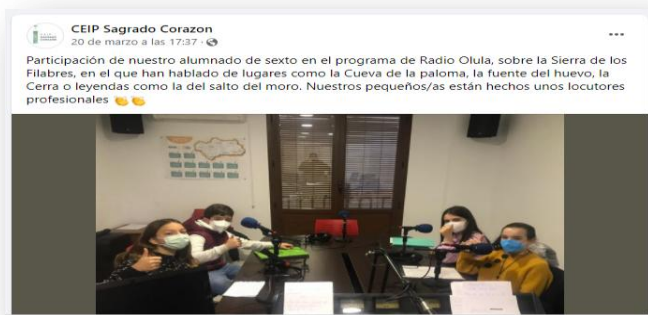 CEIP Sagrado Corazon
20 de marzo a las 17:37 ·
Participación de nuestro alumnado de sexto en el programa de Radio Olula, sobre la Sierra de los
Filabres, en el que han hablado de lugares como la Cueva de la paloma, la fuente del huevo, la
Cerra o leyendas como la del salto del moro. Nuestros pequeños/as están hechos unos locutores
profesionales 👏👏